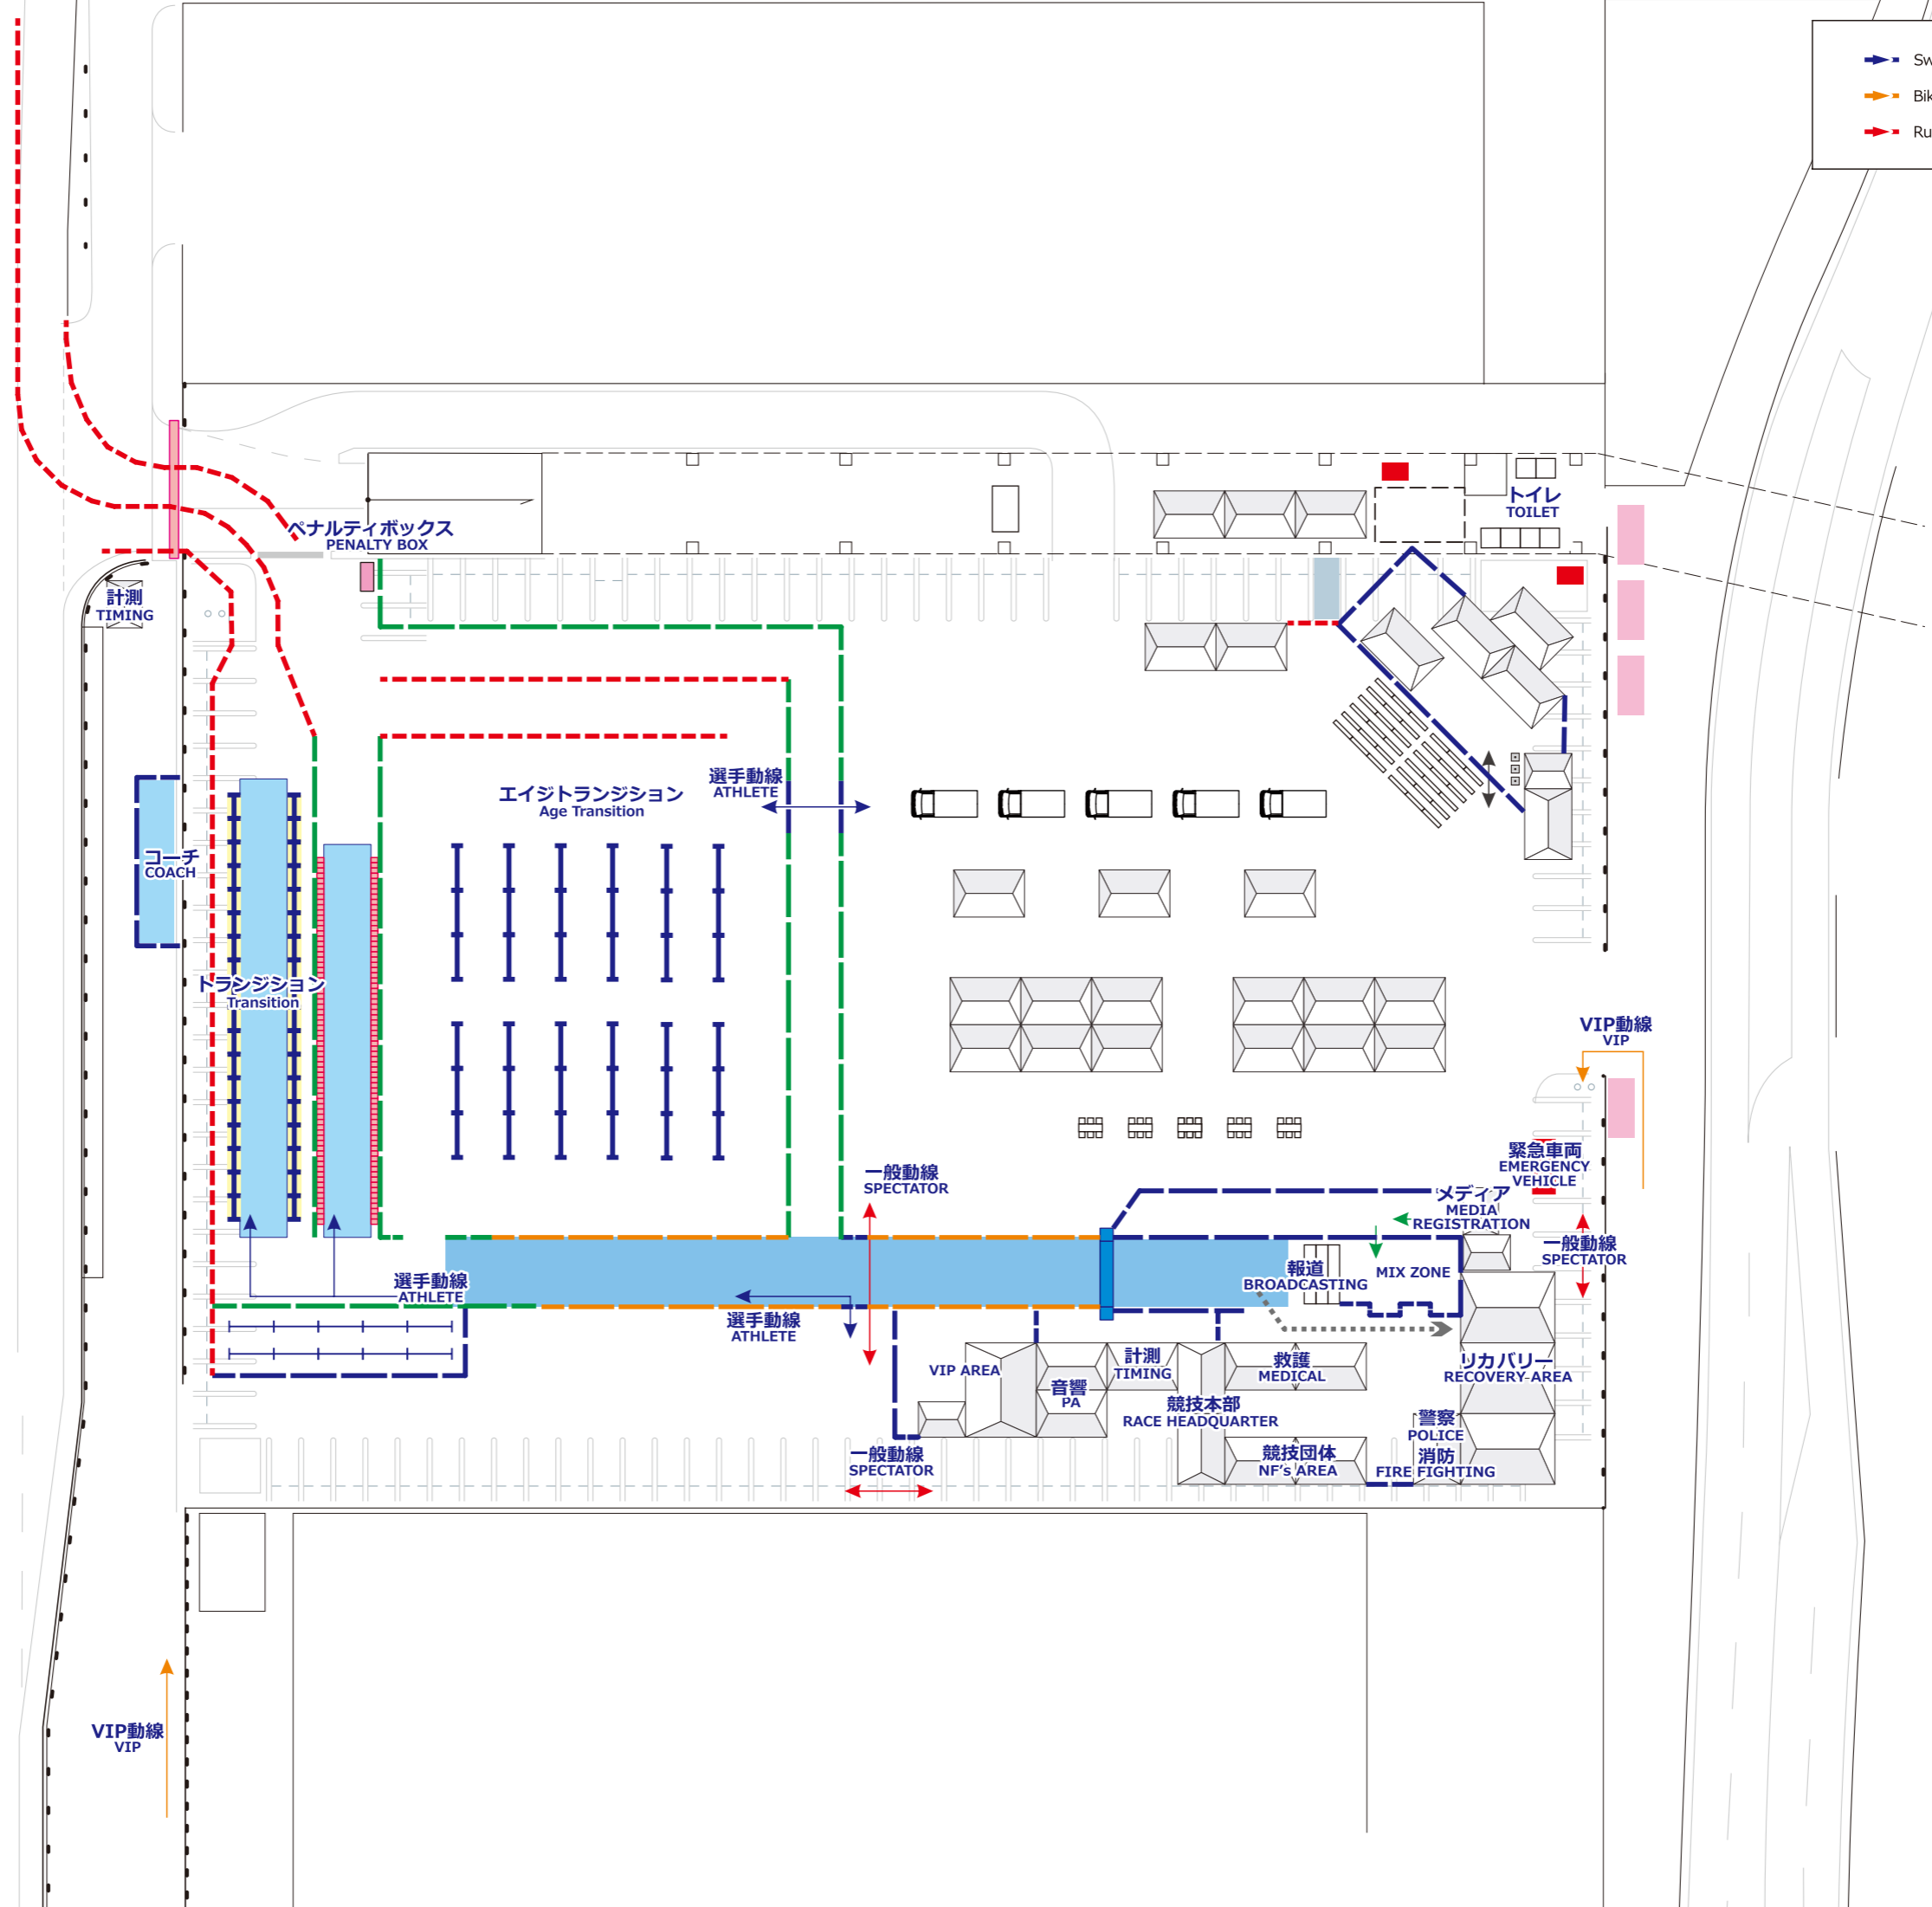 Sw
Bik
Ru
トイレ
TOILET
ペナルティボックス
PENALTY BOX
計測
TIMING
選手動線
ATHLETE
エイジトランジション
Age Transition
コーチ
COACH
トランジション
Transition
VIP動線
VIP
緊急車両
EMERGENCY
VEHICLE
一般動線
SPECTATOR
メディア
MEDIA
REGISTRATION
一般動線
SPECTATOR
報道
BROADCASTING
MIX ZONE
選手動線
ATHLETE
選手動線
ATHLETE
VIP AREA
音響
PA
計測
TIMING
救護
MEDICAL
リカバリー
RECOVERY AREA
競技本部
RACE HEADQUARTER
警察
POLICE
消防
FIRE FIGHTING
競技団体
NF's AREA
一般動線
SPECTATOR
VIP動線
VIP